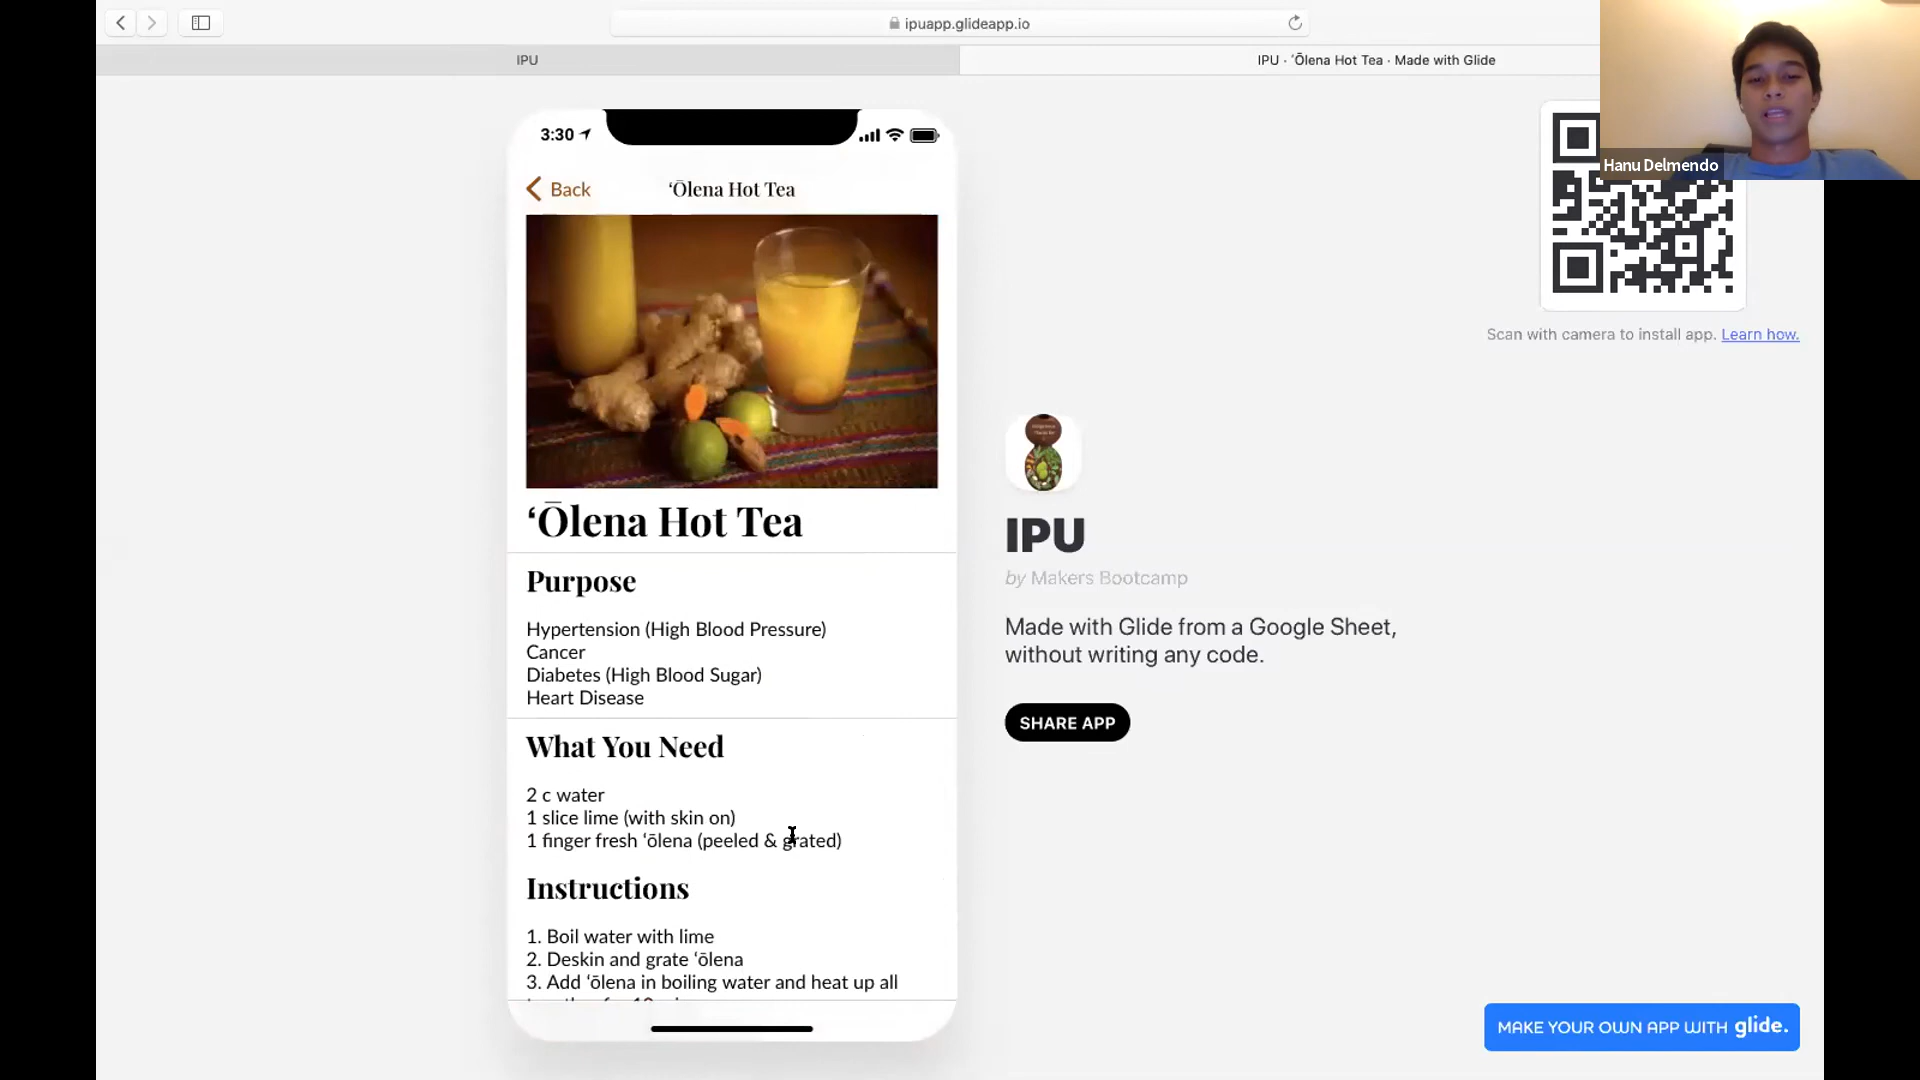 ipuapp.glideapp.io
IPU
IPU · ʻŌlena Hot Tea · Made with Glide
Hanu Delmendo
3:30
Back
ʻŌlena Hot Tea
ʻŌlena Hot Tea
Purpose
Hypertension (High Blood Pressure)
Cancer
Diabetes (High Blood Sugar)
Heart Disease
What You Need
2 c water
1 slice lime (with skin on)
1 finger fresh ʻōlena (peeled & grated)
Instructions
1. Boil water with lime
2. Deskin and grate ʻōlena
3. Add ʻōlena in boiling water and heat up all
Scan with camera to install app. Learn how.
IPU
by Makers Bootcamp
Made with Glide from a Google Sheet,
without writing any code.
SHARE APP
MAKE YOUR OWN APP WITH glide.